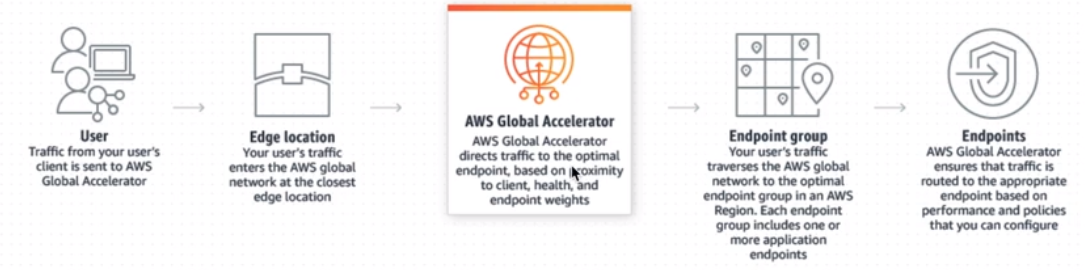 User
Traffic from your user's
client is sent to AWS
Global Accelerator
Edge location
Your user's traffic
enters the AWS global
network at the closest
edge location
AWS Global Accelerator
AWS Global Accelerator
directs traffic to the optimal
endpoint, based on proximity
to client, health, and
endpoint weights
Endpoint group
Your user's traffic
traverses the AWS global
network to the optimal
endpoint group in an AWS
Region. Each endpoint
group includes one or
more application
endpoints
Endpoints
AWS Global Accelerator
ensures that traffic is
routed to the appropriate
endpoint based on
performance and policies
that you can configure